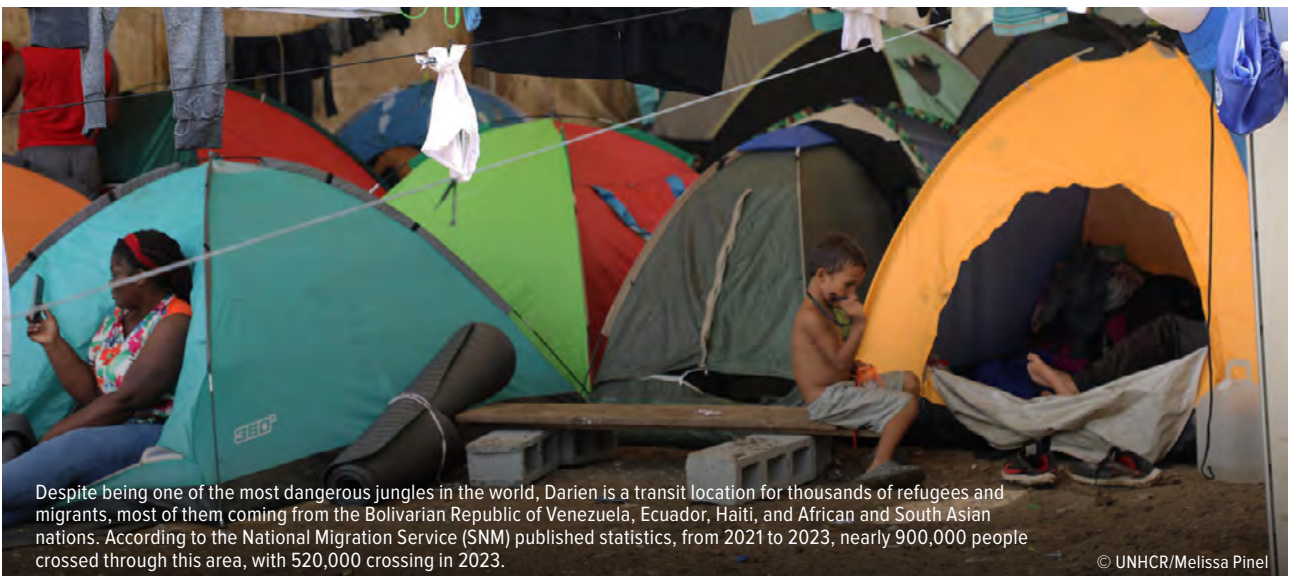 360°
Despite being one of the most dangerous jungles in the world, Darien is a transit location for thousands of refugees and
migrants, most of them coming from the Bolivarian Republic of Venezuela, Ecuador, Haiti, and African and South Asian
nations. According to the National Migration Service (SNM) published statistics, from 2021 to 2023, nearly 900,000 people
crossed through this area, with 520,000 crossing in 2023.
© UNHCR/Melissa Pinel